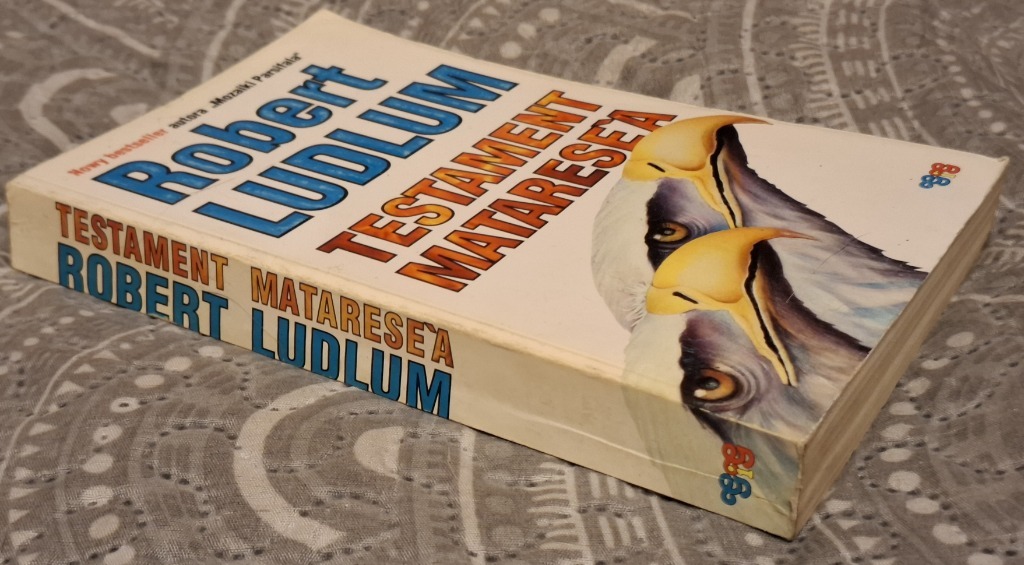 Nowy bestseller autora „Mozaiki Parsifala"
Robert
LUDLUM
TESTAMENT
MATARESE'A
TESTAMENT MATARESE'A
ROBERT LUDLUM